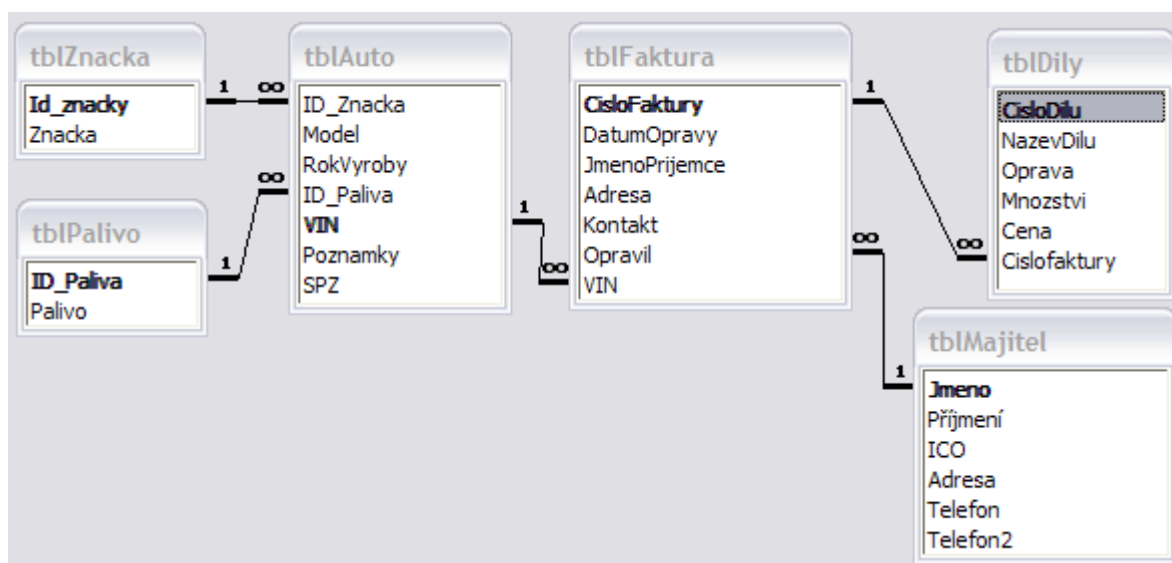 tblZnacka
Id_znacky
Znacka
tblPalivo
ID_Paliva
Palivo
1
∞
∞
1
tblAuto
ID_Znacka
Model
RokVyroby
ID_Paliva
VIN
Poznamky
SPZ
1
∞
tblFaktura
CisloFaktury
DatumOpravy
JmenoPrijemce
Adresa
Kontakt
Opravil
VIN
1
∞
∞
1
tblDily
CisloDilu
NazevDilu
Oprava
Mnozstvi
Cena
Cislofaktury
tblMajitel
Jmeno
Příjmení
ICO
Adresa
Telefon
Telefon2